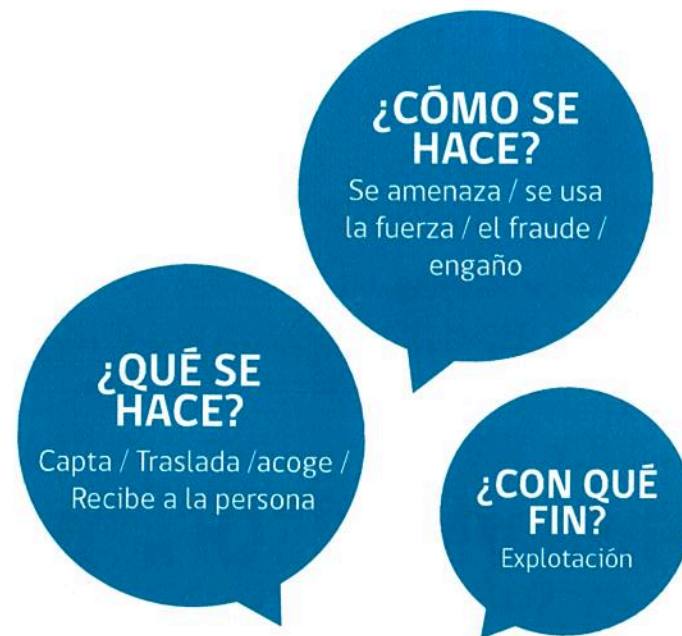 ¿CÓMO SE
HACE?
Se amenaza / se usa
la fuerza / el fraude /
engaño
¿QUÉ SE
HACE?
Capta / Traslada /acoge /
Recibe a la persona
¿CON QUÉ
FIN?
Explotación